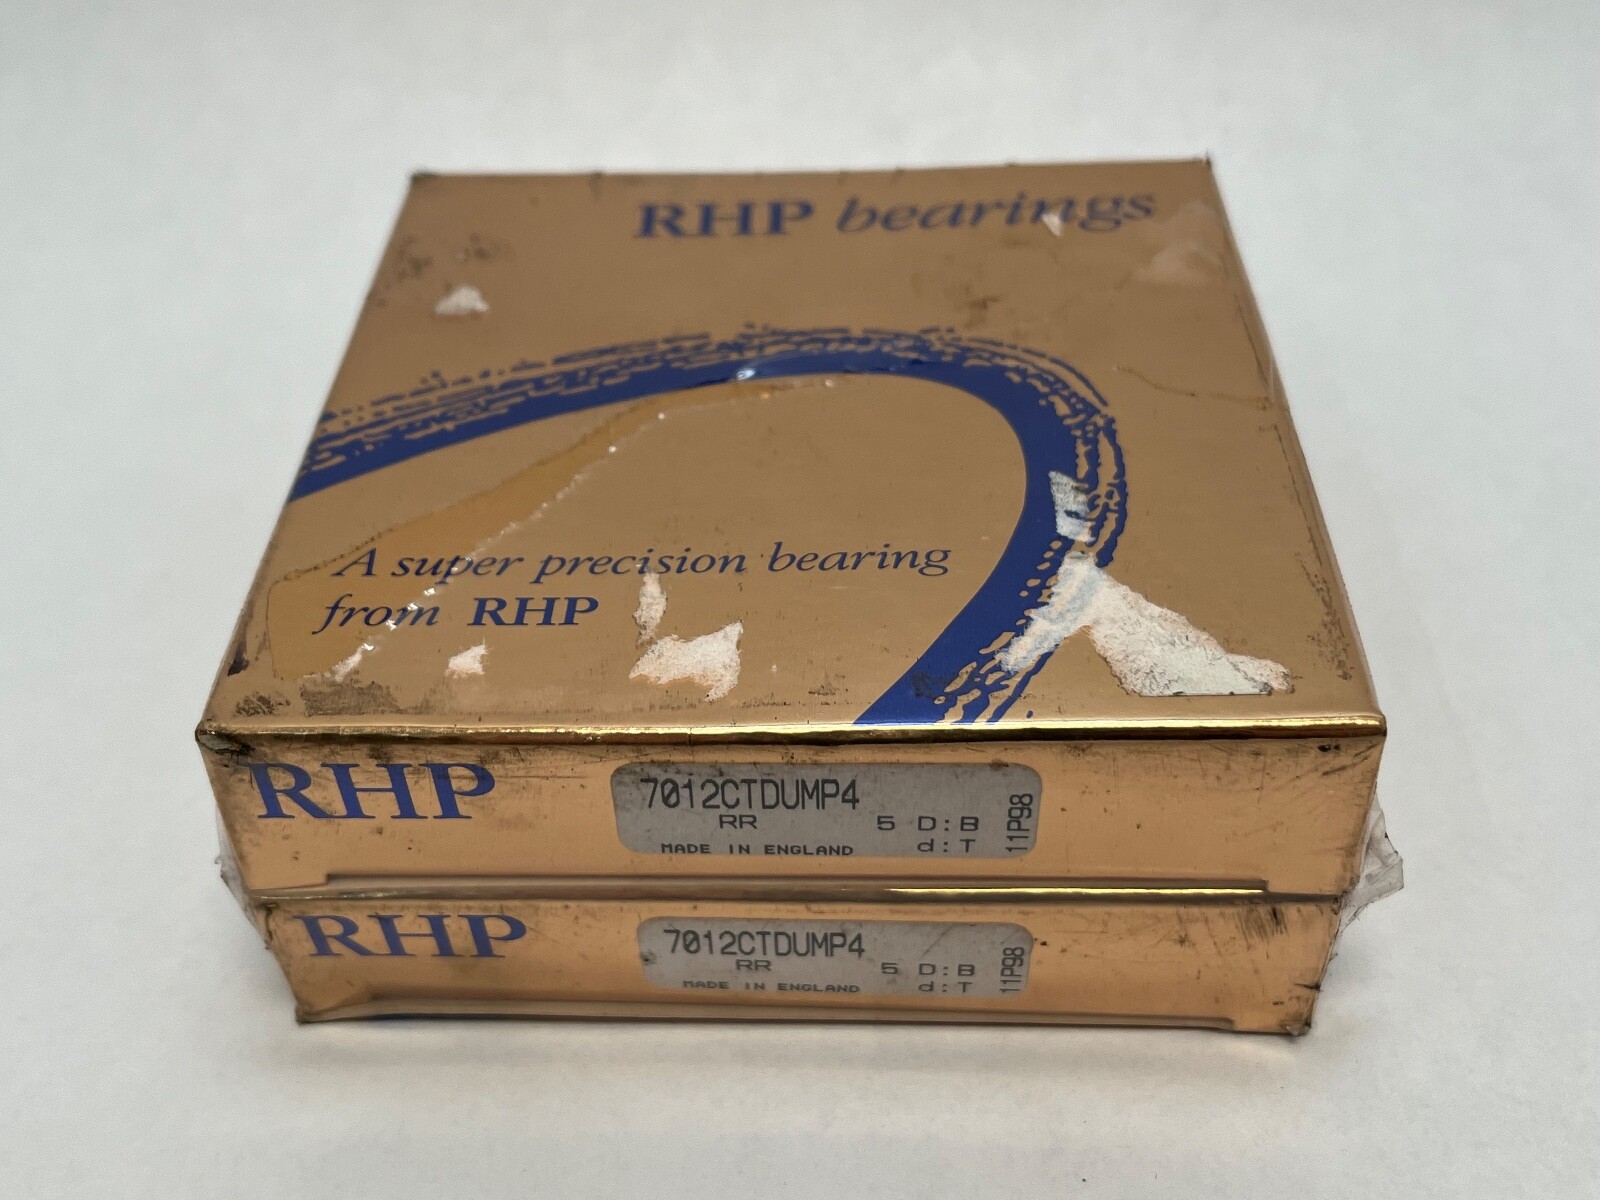 RHP bearings
A super precision bearing
from RHP
RHP
7012CTDUMP4
RR 5 D:B
MADE IN ENGLAND d:T
11P98
RHP
7012CTDUMP4
RR 5 D:B
MADE IN ENGLAND d:T
11P98